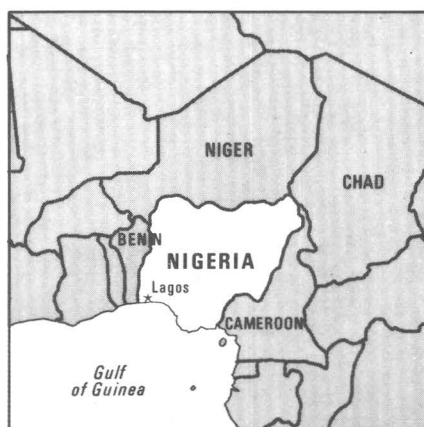 NIGER
CHAD
BENIN
NIGERIA
Lagos
CAMEROON
Gulf
of Guinea